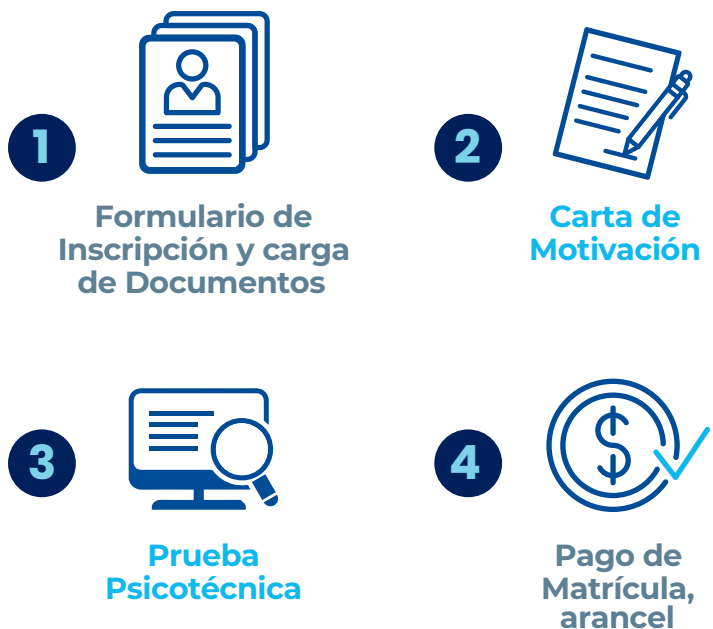 1
Formulario de
Inscripción y carga
de Documentos
2
Carta de
Motivación
3
Prueba
Psicotécnica
4
$
Pago de
Matrícula,
arancel